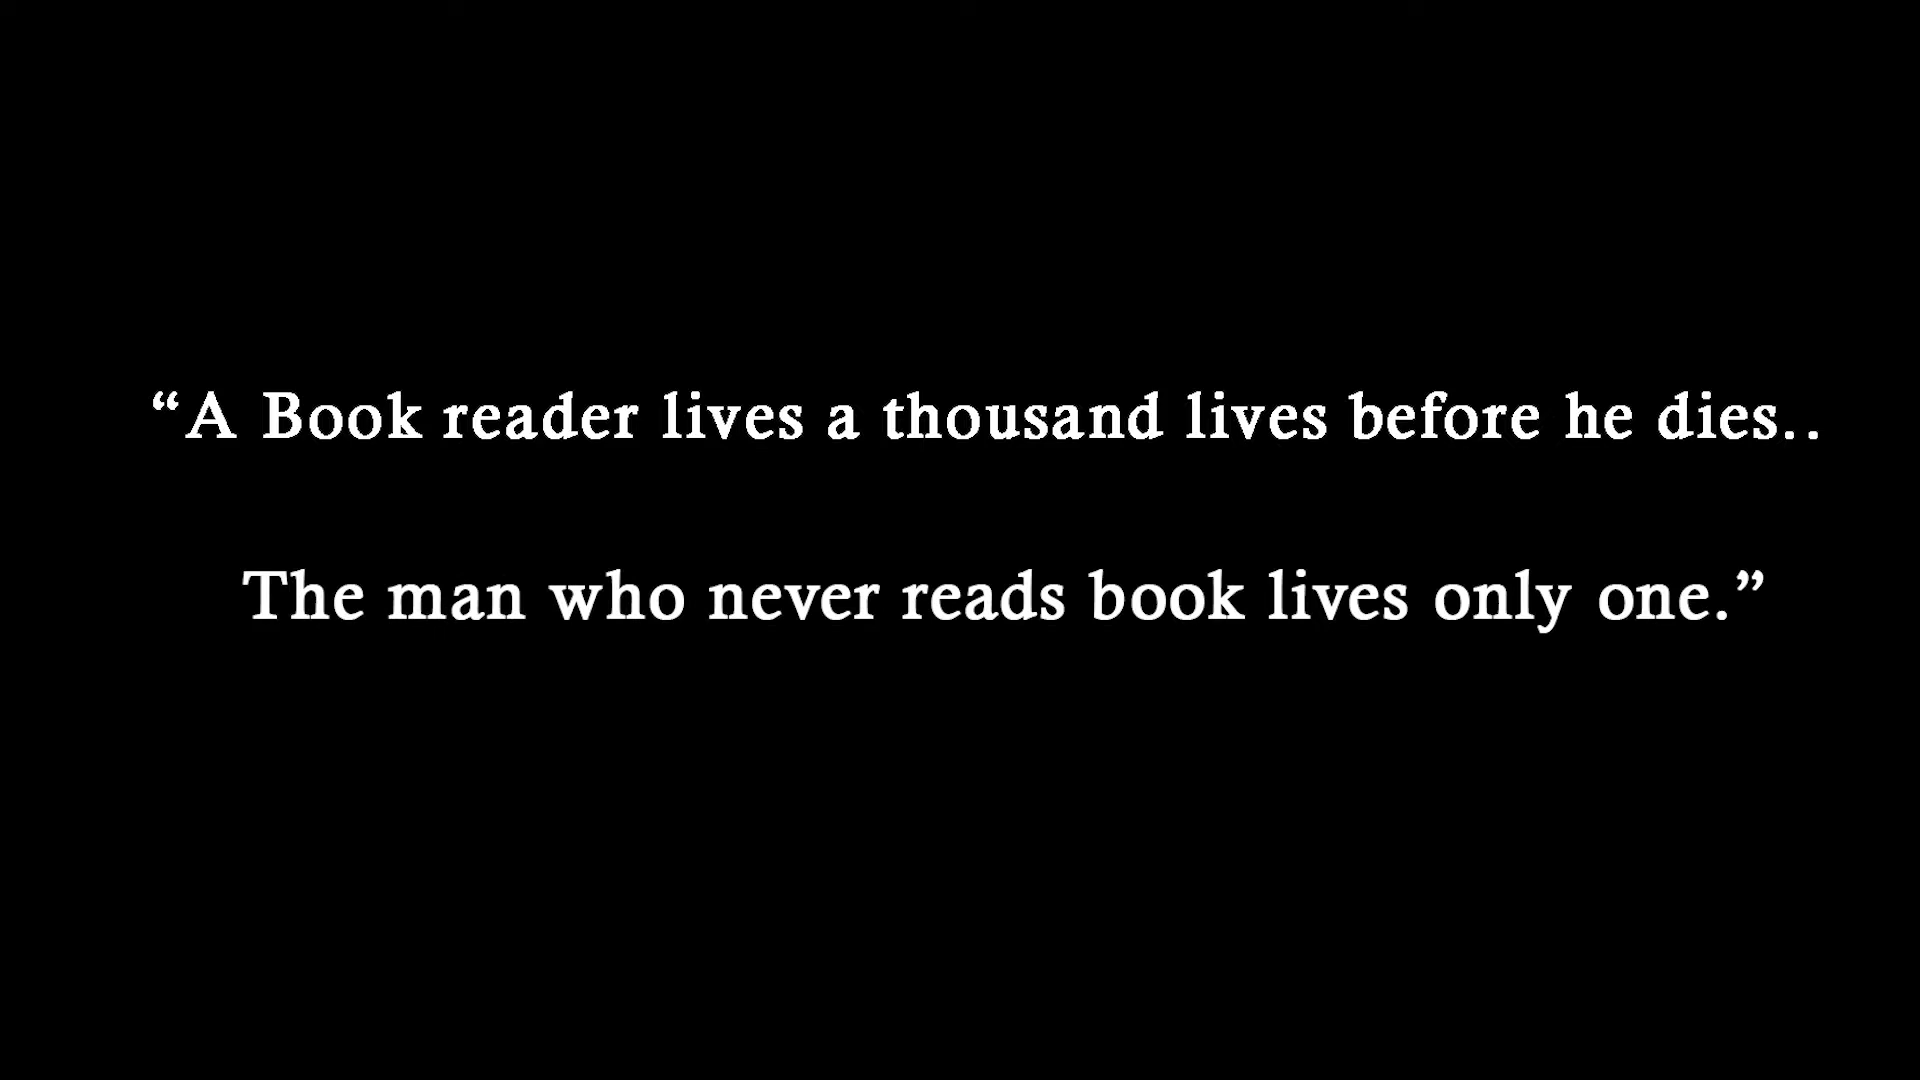 “A Book reader lives a thousand lives before he dies..
The man who never reads book lives only one.”